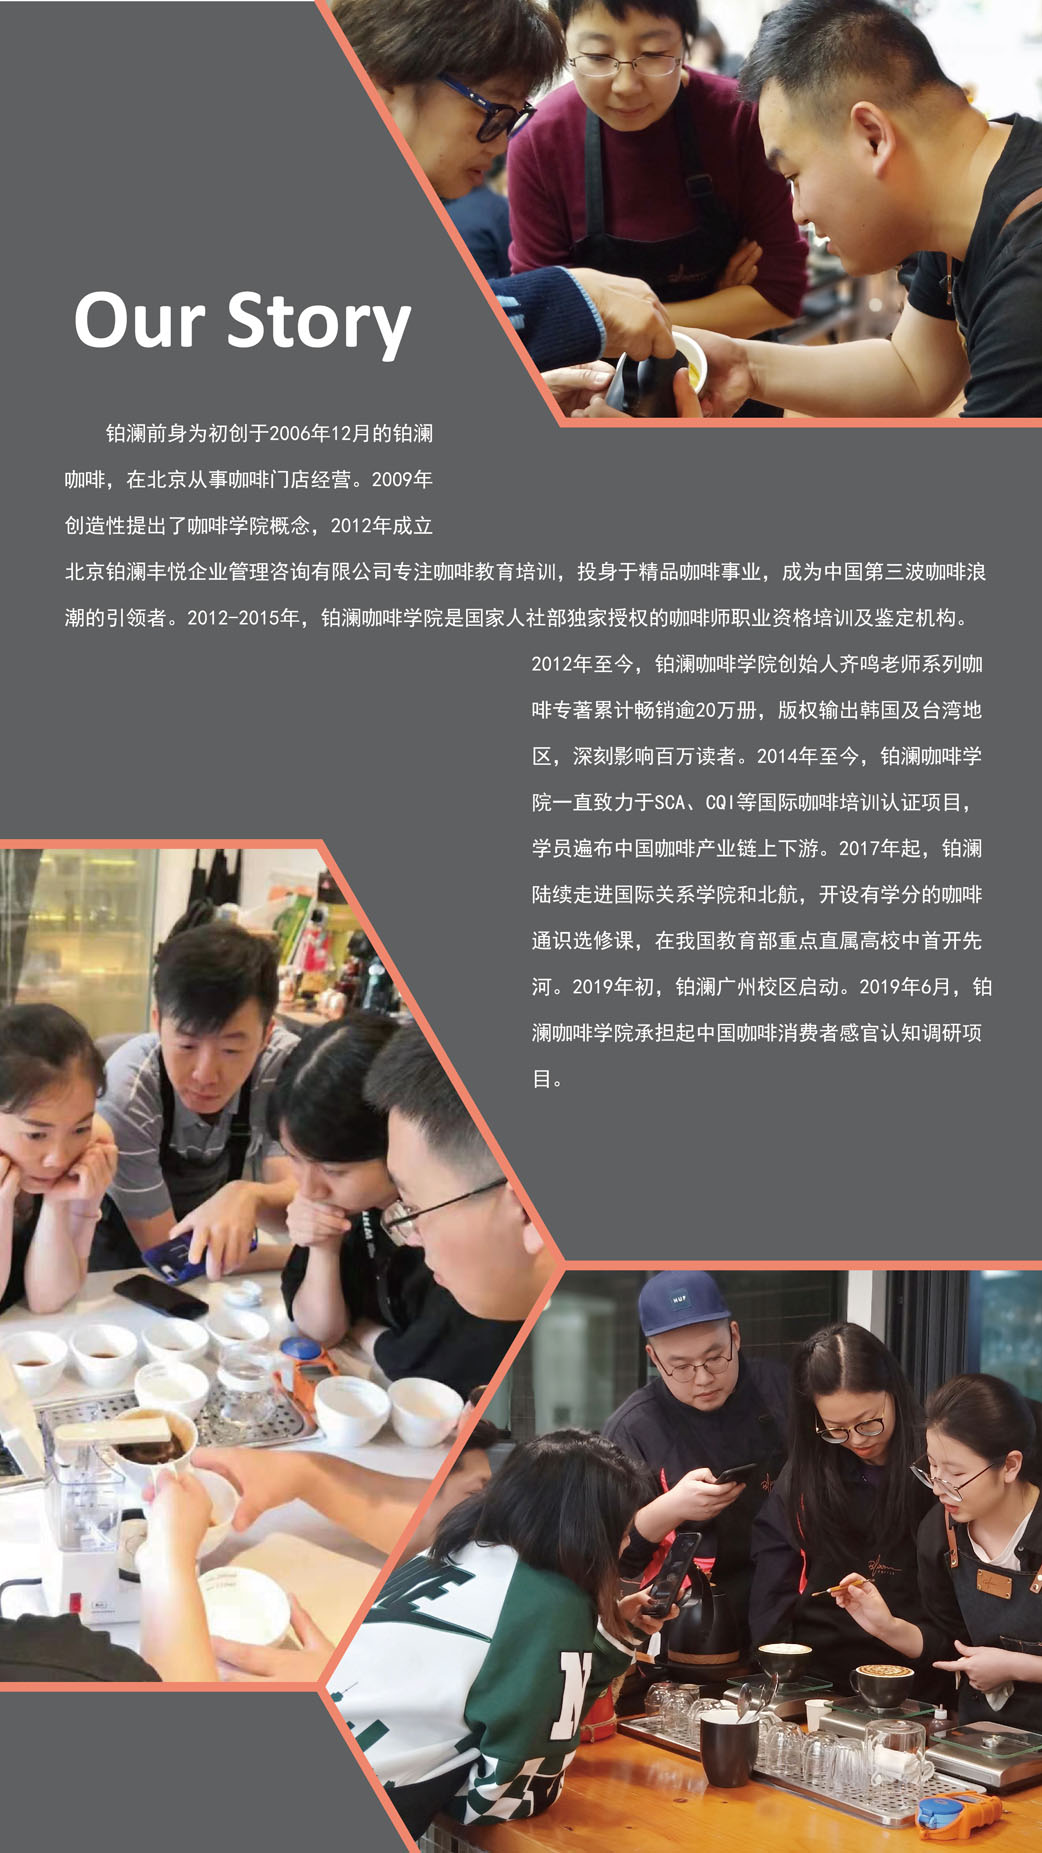 Our Story
铂澜前身为初创于2006年12月的铂澜
咖啡，在北京从事咖啡门店经营。2009年
创造性提出了咖啡学院概念，2012年成立
北京铂澜丰悦企业管理咨询有限公司专注咖啡教育培训，投身于精品咖啡事业，成为中国第三波咖啡浪
潮的引领者。2012-2015年，铂澜咖啡学院是国家人社部独家授权的咖啡师职业资格培训及鉴定机构。
2012年至今，铂澜咖啡学院创始人齐鸣老师系列咖
啡专著累计畅销逾20万册，版权输出韩国及台湾地
区，深刻影响百万读者。2014年至今，铂澜咖啡学
院一直致力于SCA、CQI等国际咖啡培训认证项目，
学员遍布中国咖啡产业链上下游。2017年起，铂澜
陆续走进国际关系学院和北航，开设有学分的咖啡
通识选修课，在我国教育部重点直属高校中首开先
河。2019年初，铂澜广州校区启动。2019年6月，铂
澜咖啡学院承担起中国咖啡消费者感官认知调研项
目。
HUF
N